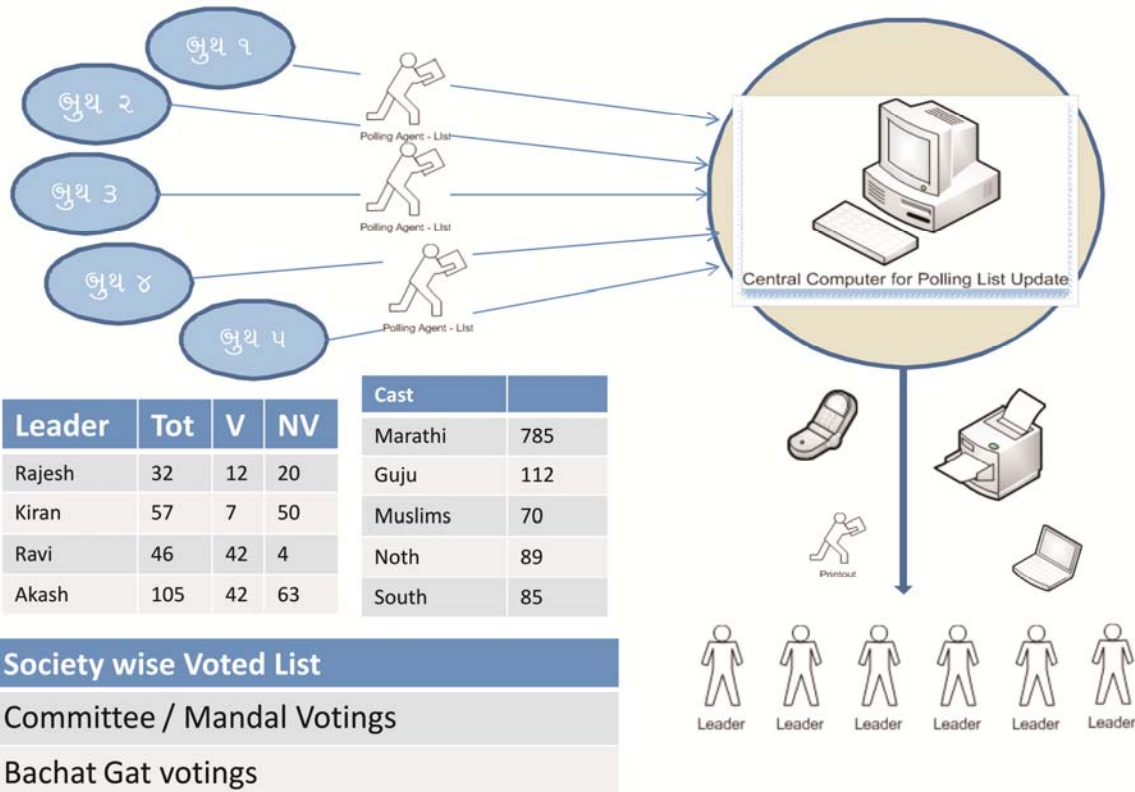 બુથ ૧
બુથ ૨
બુથ ૩
બુથ ૪
બુથ ૫
Polling Agent - LIst
Polling Agent - LIst
Polling Agent - LIst
Central Computer for Polling List Update
Leader Tot V NV
Rajesh 32 12 20
Kiran 57 7 50
Ravi 46 42 4
Akash 105 42 63
Cast
Marathi 785
Guju 112
Muslims 70
Noth 89
South 85
Printout
Leader Leader Leader Leader Leader Leader
Society wise Voted List
Committee / Mandal Votings
Bachat Gat votings